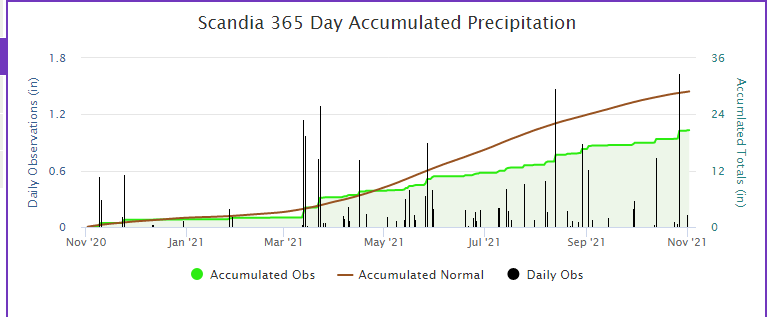 Scandia 365 Day Accumulated Precipitation
Daily Observations (in)
1.8
1.2
0.6
0
36
24
12
0
Accumlated Totals (in)
Nov '20
Jan '21
Mar '21
May '21
Jul '21
Sep '21
Nov '21
Accumulated Obs
Accumulated Normal
Daily Obs